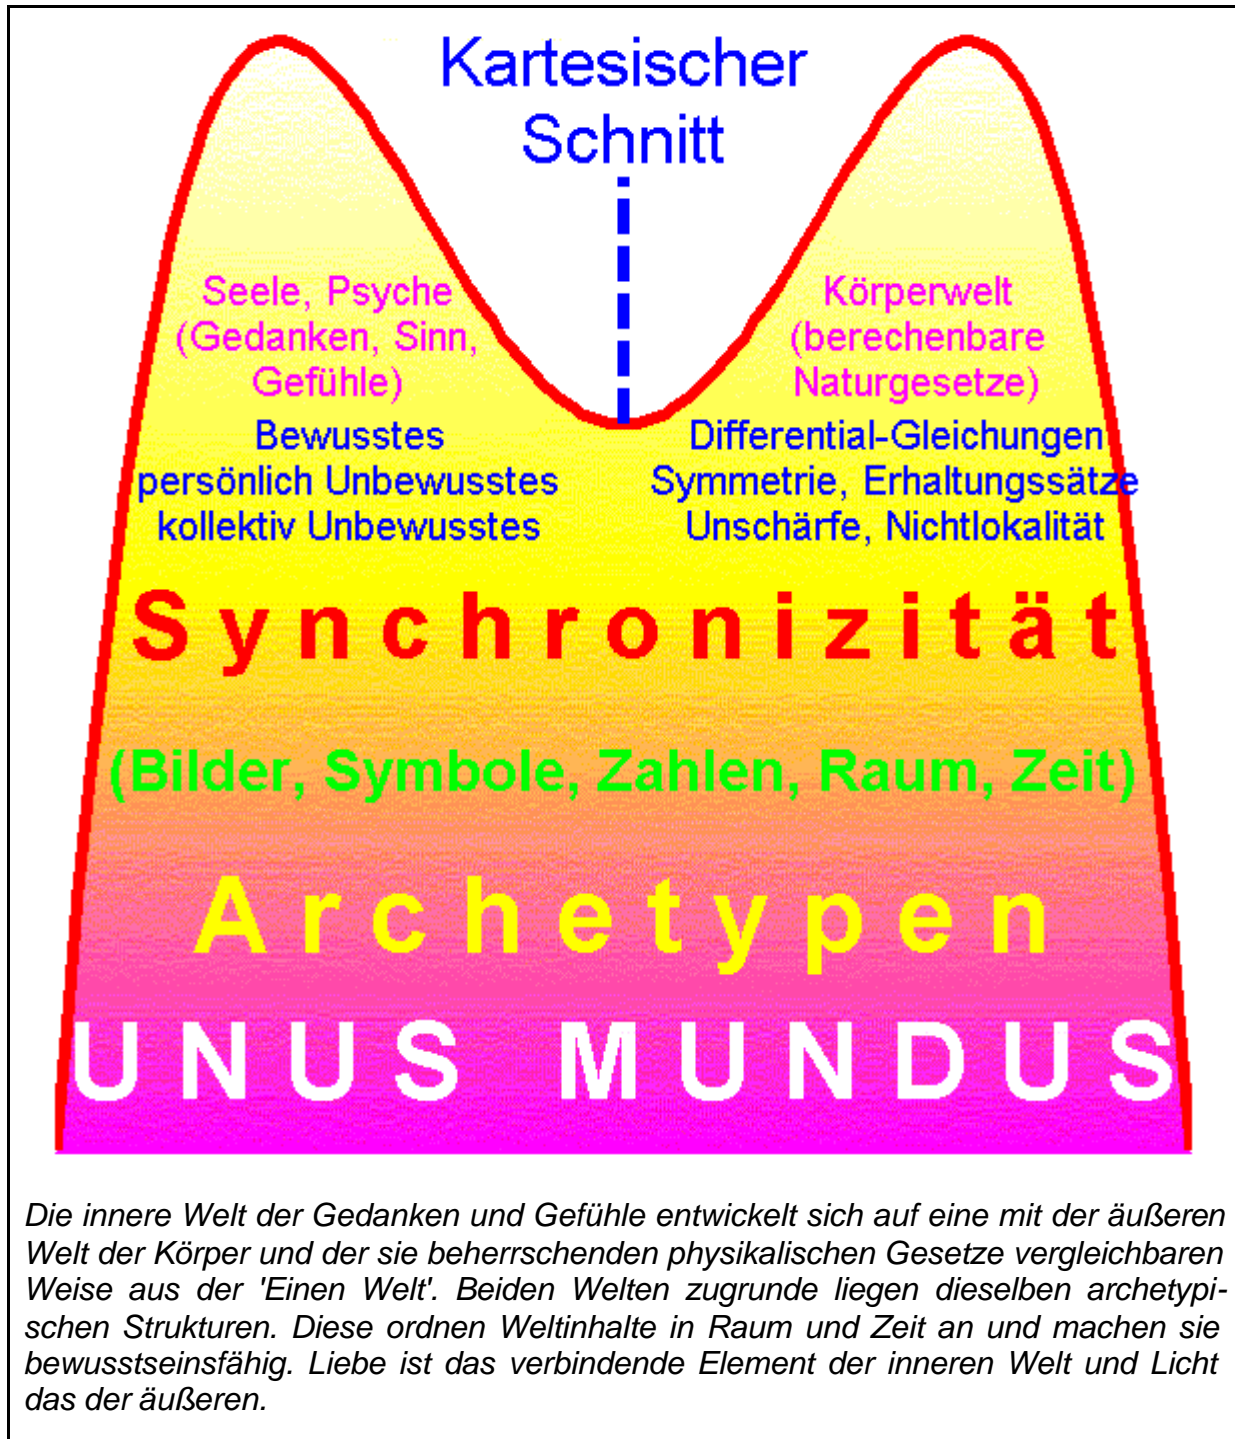 Kartesischer
Schnitt
Seele, Psyche
(Gedanken, Sinn,
Gefühle)
Bewusstes
persönlich Unbewusstes
kollektiv Unbewusstes
Körperwelt
(berechenbare
Naturgesetze)
Differential-Gleichungen
Symmetrie, Erhaltungssätze
Unschärfe, Nichtlokalität
Synchronizität
(Bilder, Symbole, Zahlen, Raum, Zeit)
Archetypen
UNUS MUNDUS
Die innere Welt der Gedanken und Gefühle entwickelt sich auf eine mit der äußeren
Welt der Körper und der sie beherrschenden physikalischen Gesetze vergleichbaren
Weise aus der 'Einen Welt'. Beiden Welten zugrunde liegen dieselben archetypi-
schen Strukturen. Diese ordnen Weltinhalte in Raum und Zeit an und machen sie
bewusstseinsfähig. Liebe ist das verbindende Element der inneren Welt und Licht
das der äußeren.